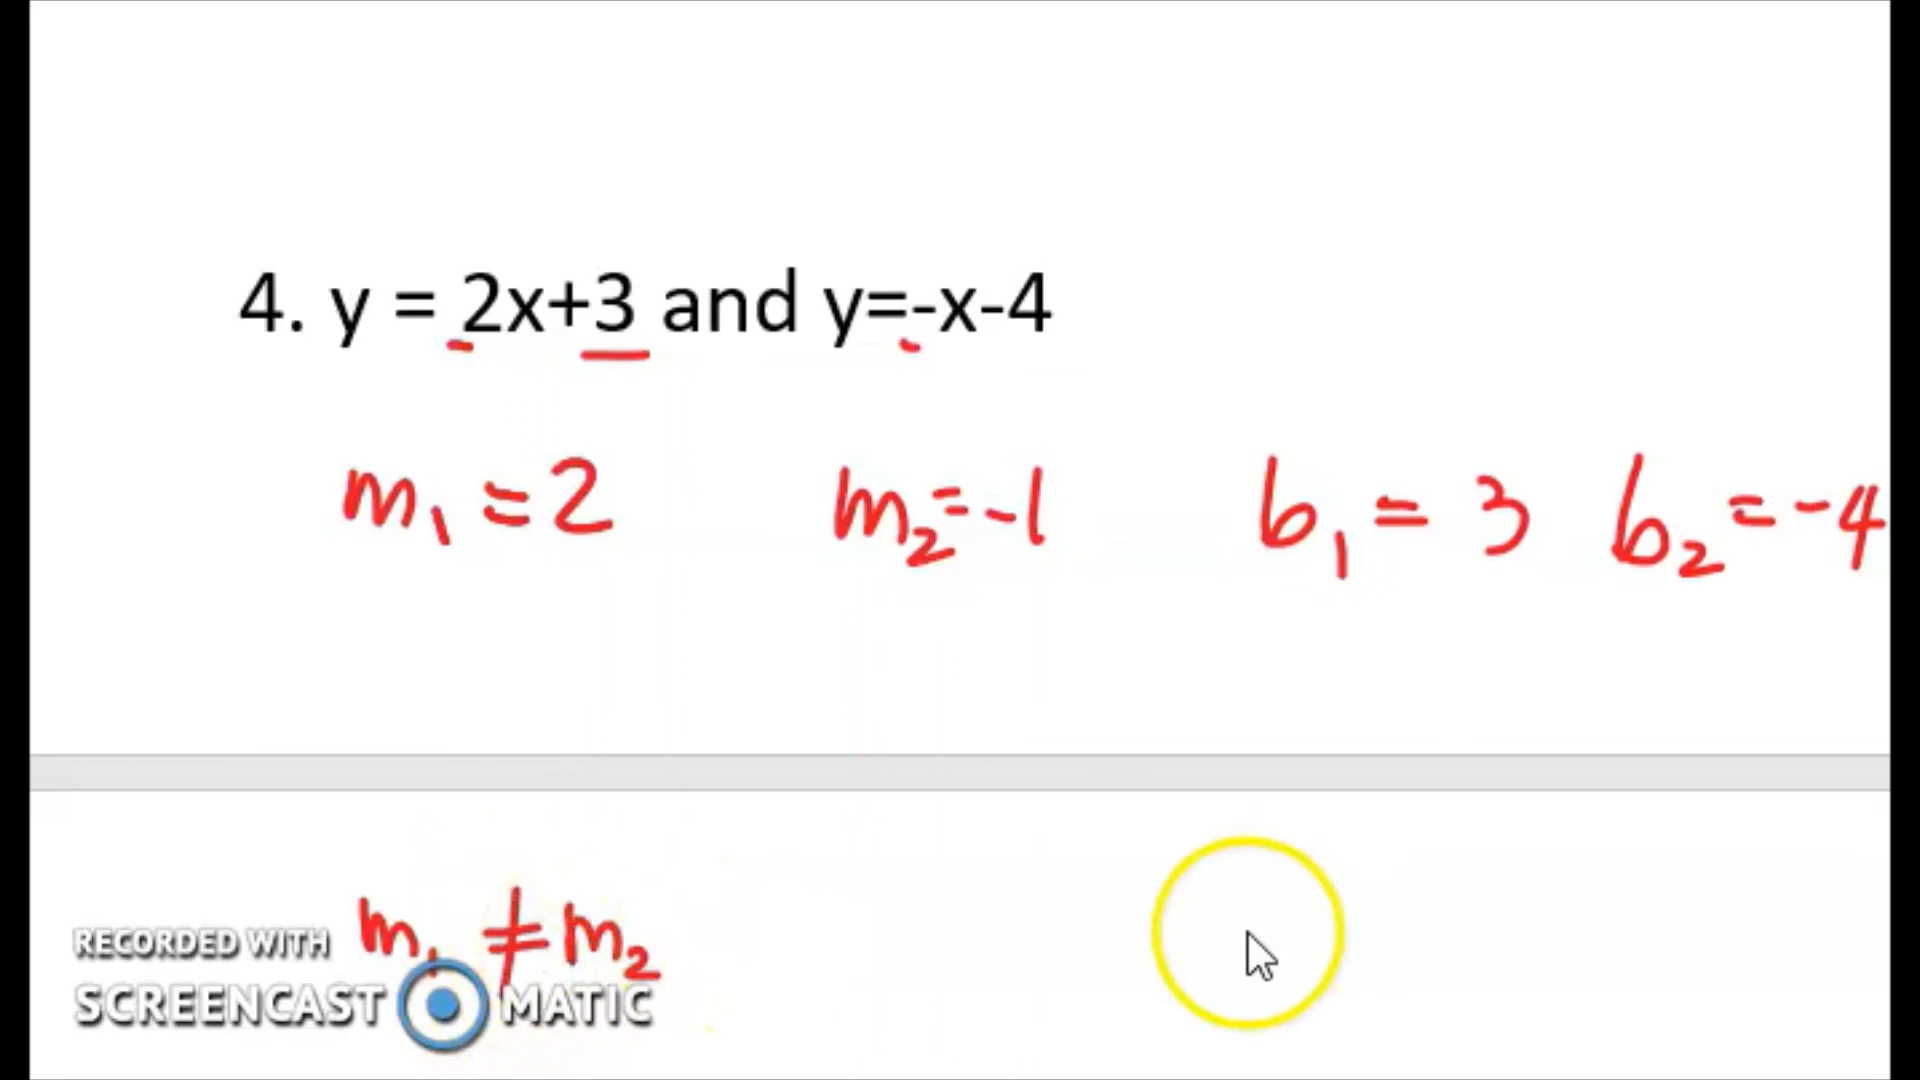 4. y = 2x+3 and y=-x-4
m₁ = 2 m₂ = -1 b₁ = 3 b₂ = -4
m₁ ≠ m₂
RECORDED WITH
SCREENCAST MATIC